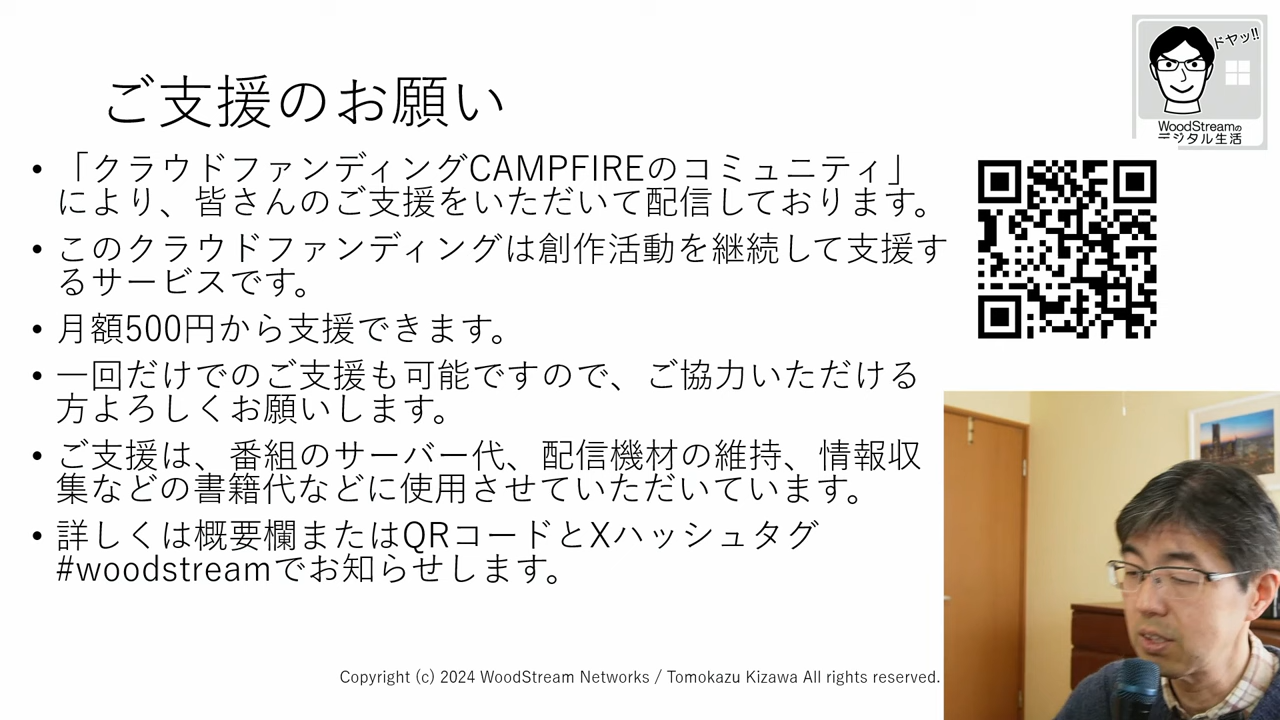 ドヤッ!!
WoodStreamの
デジタル生活
ご支援のお願い
• 「クラウドファンディングCAMPFIREのコミュニティ」
により、皆さんのご支援をいただいて配信しております。
• このクラウドファンディングは創作活動を継続して支援す
るサービスです。
• 月額500円から支援できます。
• 一回だけでのご支援も可能ですので、ご協力いただける
方よろしくお願いします。
• ご支援は、番組のサーバー代、配信機材の維持、情報収
集などの書籍代などに使用させていただいています。
• 詳しくは概要欄またはQRコードとXハッシュタグ
#woodstreamでお知らせします。
Copyright (c) 2024 WoodStream Networks / Tomokazu Kizawa All rights reserved.